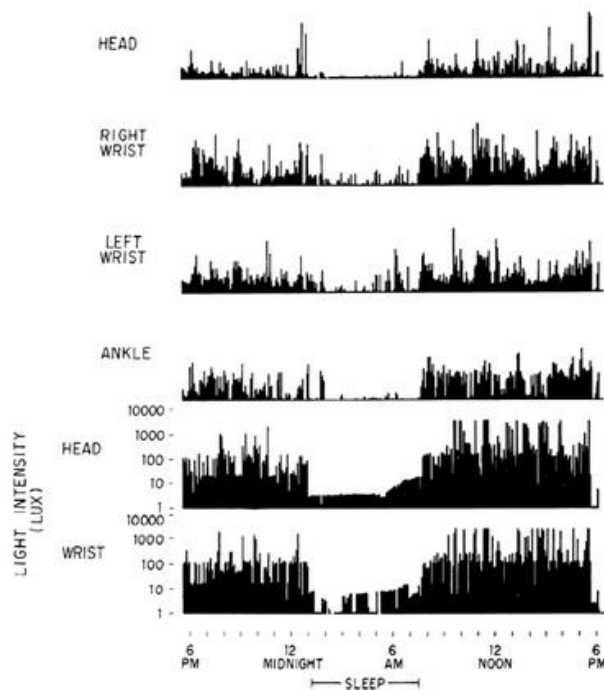 HEAD
RIGHT
WRIST
LEFT
WRIST
ANKLE
LIGHT INTENSITY
(LUX)
HEAD
10000
1000
100
10
1
WRIST
10000
1000
100
10
1
6 12 6 12 6
PM MIDNIGHT AM NOON PM
SLEEP